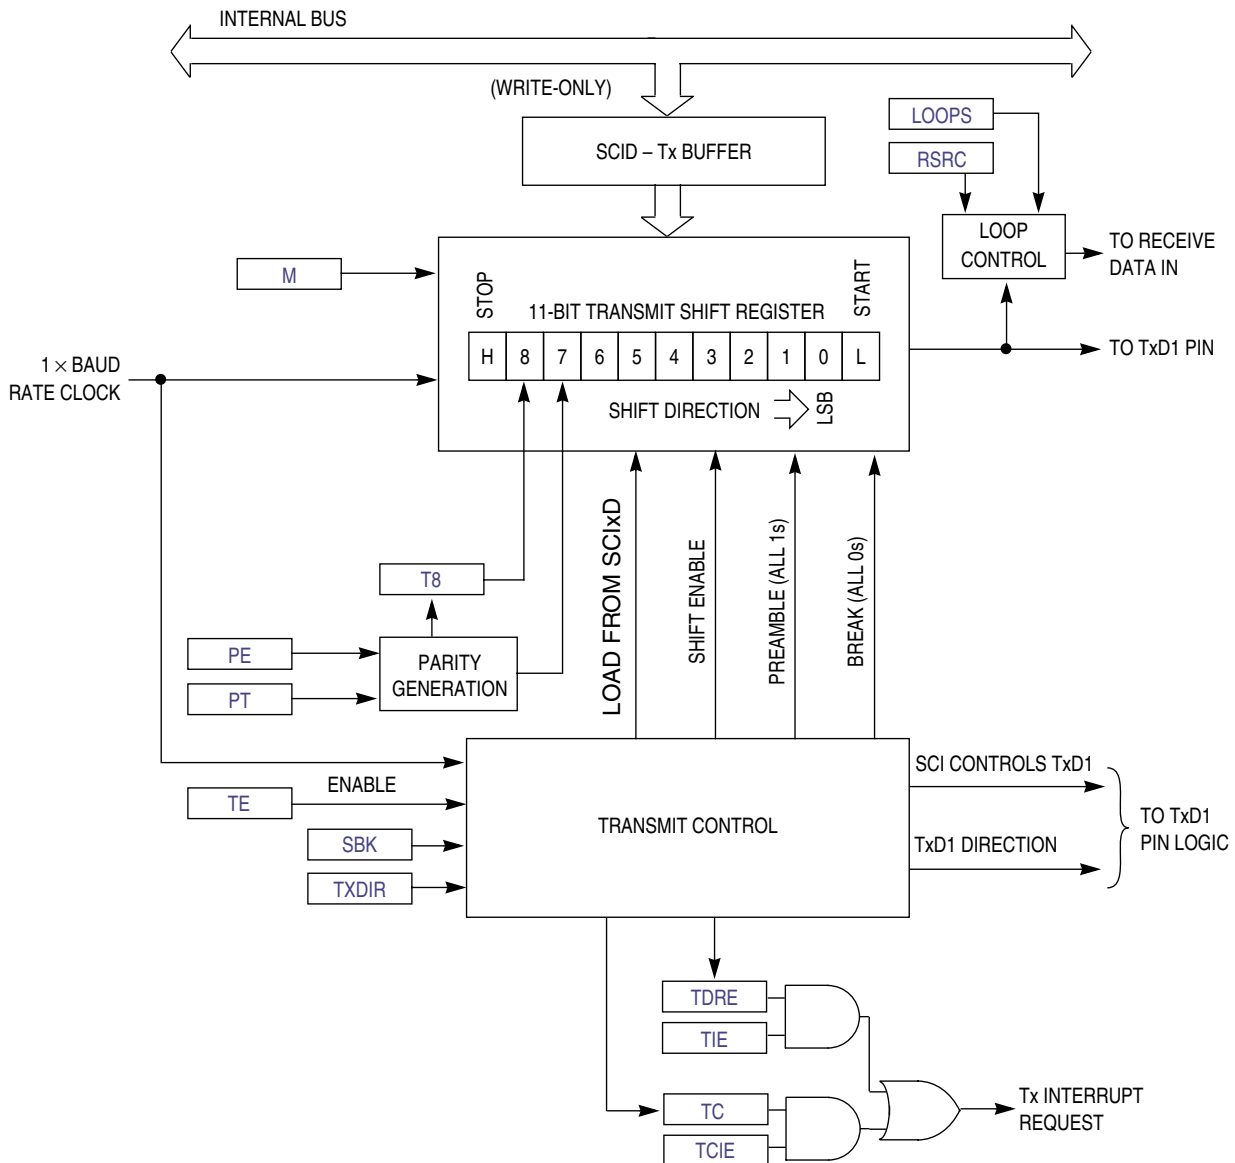 INTERNAL BUS
(WRITE-ONLY)
SCID – Tx BUFFER
LOOPS
RSRC
LOOP
CONTROL
TO RECEIVE
DATA IN
M
STOP
11-BIT TRANSMIT SHIFT REGISTER
START
H 8 7 6 5 4 3 2 1 0 L
SHIFT DIRECTION
LSB
TO TxD1 PIN
1 × BAUD
RATE CLOCK
LOAD FROM SCIxD
SHIFT ENABLE
PREAMBLE (ALL 1s)
BREAK (ALL 0s)
T8
PE
PT
PARITY
GENERATION
ENABLE
TE
SBK
TXDIR
TRANSMIT CONTROL
SCI CONTROLS TxD1
TxD1 DIRECTION
TO TxD1
PIN LOGIC
TDRE
TIE
TC
TCIE
Tx INTERRUPT
REQUEST